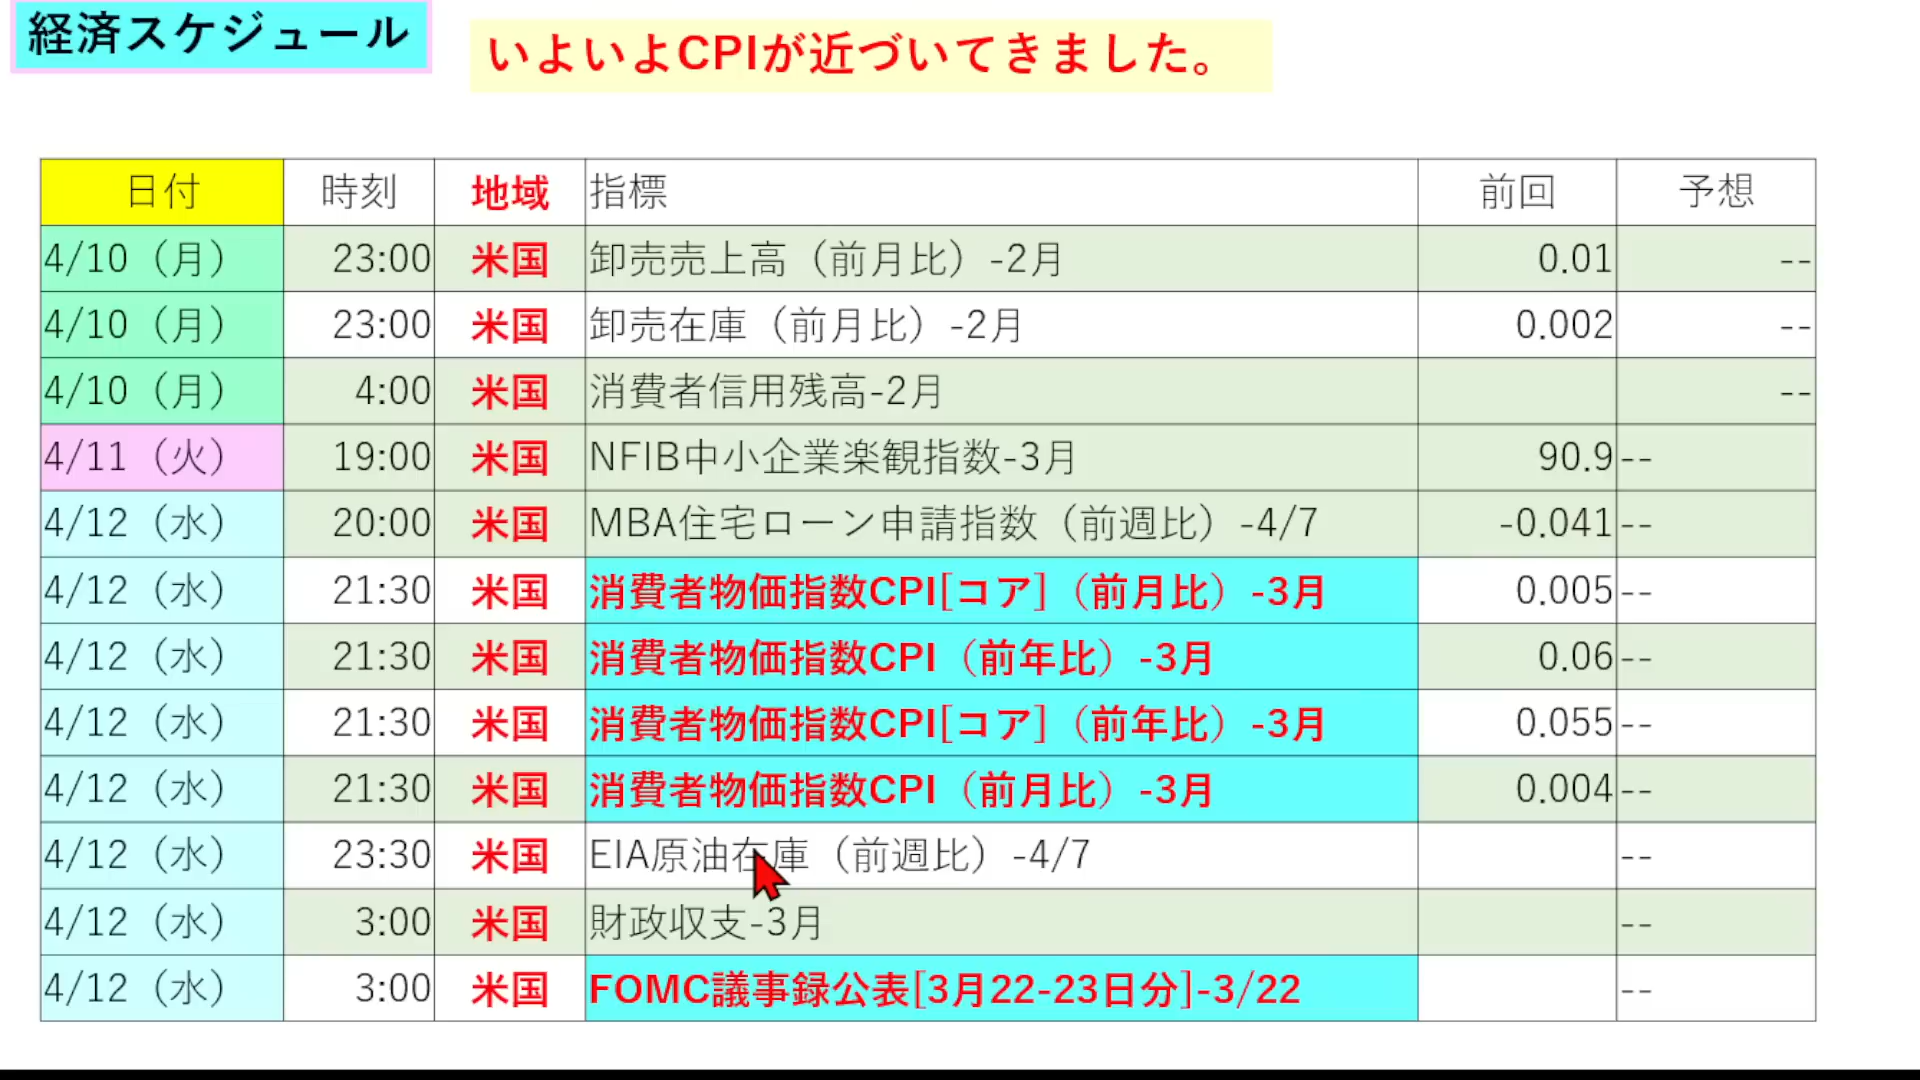 経済スケジュール
いよいよCPIが近づいてきました。
日付 時刻 地域 指標 前回 予想
4/10（月） 23:00 米国 卸売売上高（前月比）-2月 0.01 --
4/10（月） 23:00 米国 卸売在庫（前月比）-2月 0.002 --
4/10（月） 4:00 米国 消費者信用残高-2月 --
4/11（火） 19:00 米国 NFIB中小企業楽観指数-3月 90.9 --
4/12（水） 20:00 米国 MBA住宅ローン申請指数（前週比）-4/7 -0.041 --
4/12（水） 21:30 米国 消費者物価指数CPI[コア]（前月比）-3月 0.005 --
4/12（水） 21:30 米国 消費者物価指数CPI（前年比）-3月 0.06 --
4/12（水） 21:30 米国 消費者物価指数CPI[コア]（前年比）-3月 0.055 --
4/12（水） 21:30 米国 消費者物価指数CPI（前月比）-3月 0.004 --
4/12（水） 23:30 米国 EIA原油在庫（前週比）-4/7 --
4/12（水） 3:00 米国 財政収支-3月 --
4/12（水） 3:00 米国 FOMC議事録公表[3月22-23日分]-3/22 --